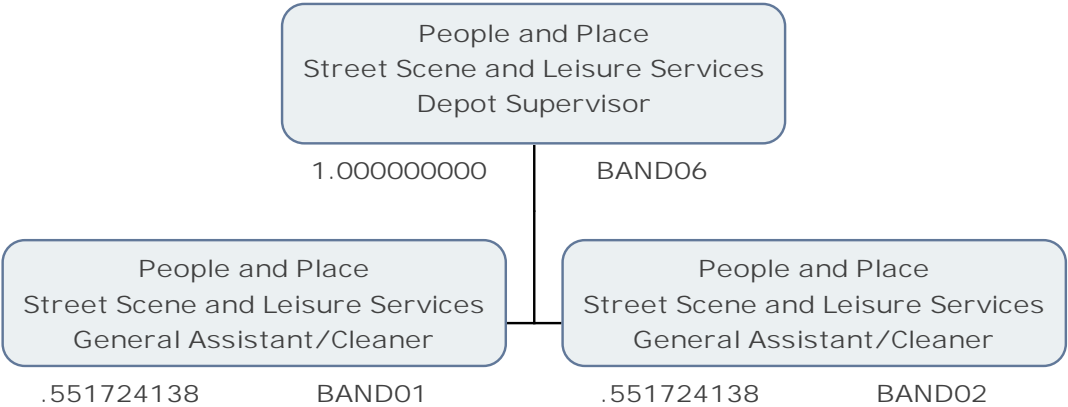 People and Place
Street Scene and Leisure Services
Depot Supervisor
1.000000000 BAND06
People and Place
Street Scene and Leisure Services
General Assistant/Cleaner
.551724138 BAND01
People and Place
Street Scene and Leisure Services
General Assistant/Cleaner
.551724138 BAND02